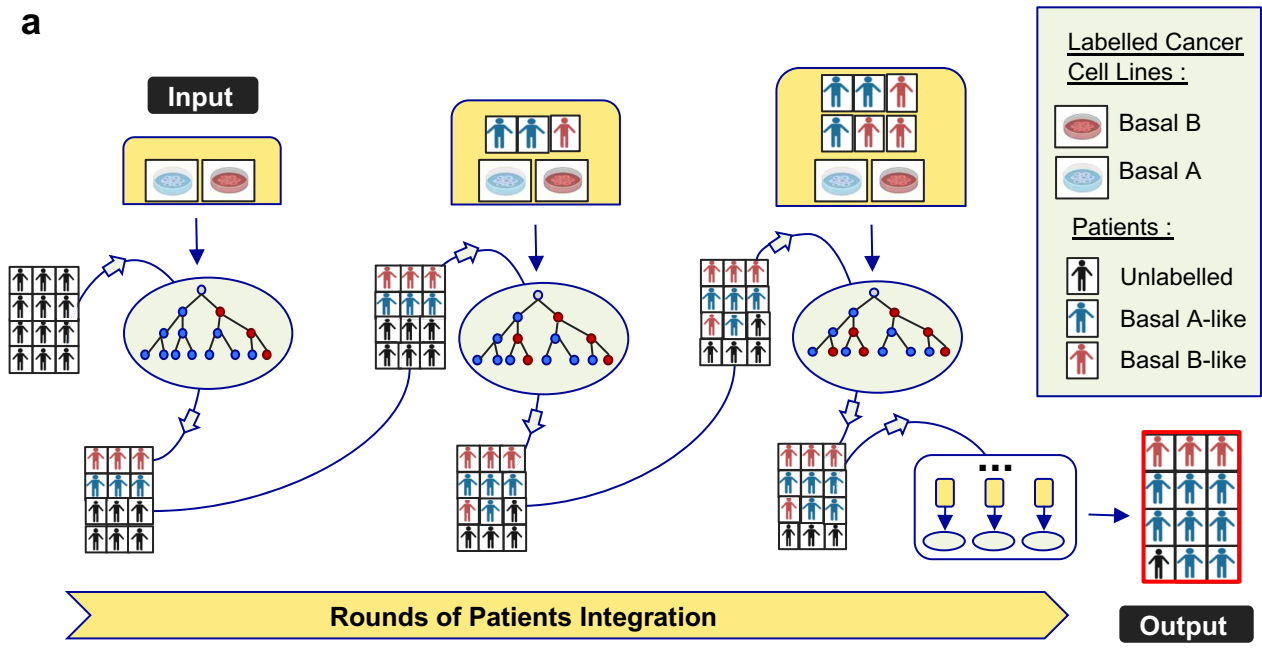 a
Input
Labelled Cancer
Cell Lines :
Basal B
Basal A
Patients :
Unlabelled
Basal A-like
Basal B-like
...
Rounds of Patients Integration
Output